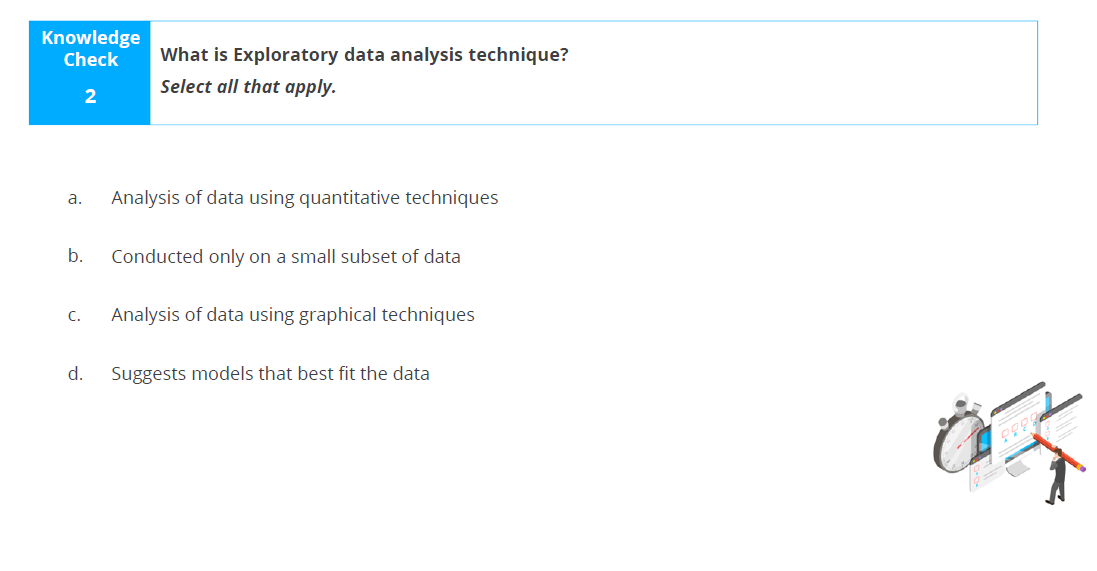 Knowledge
Check
2
What is Exploratory data analysis technique?
Select all that apply.
a. Analysis of data using quantitative techniques
b. Conducted only on a small subset of data
c. Analysis of data using graphical techniques
d. Suggests models that best fit the data